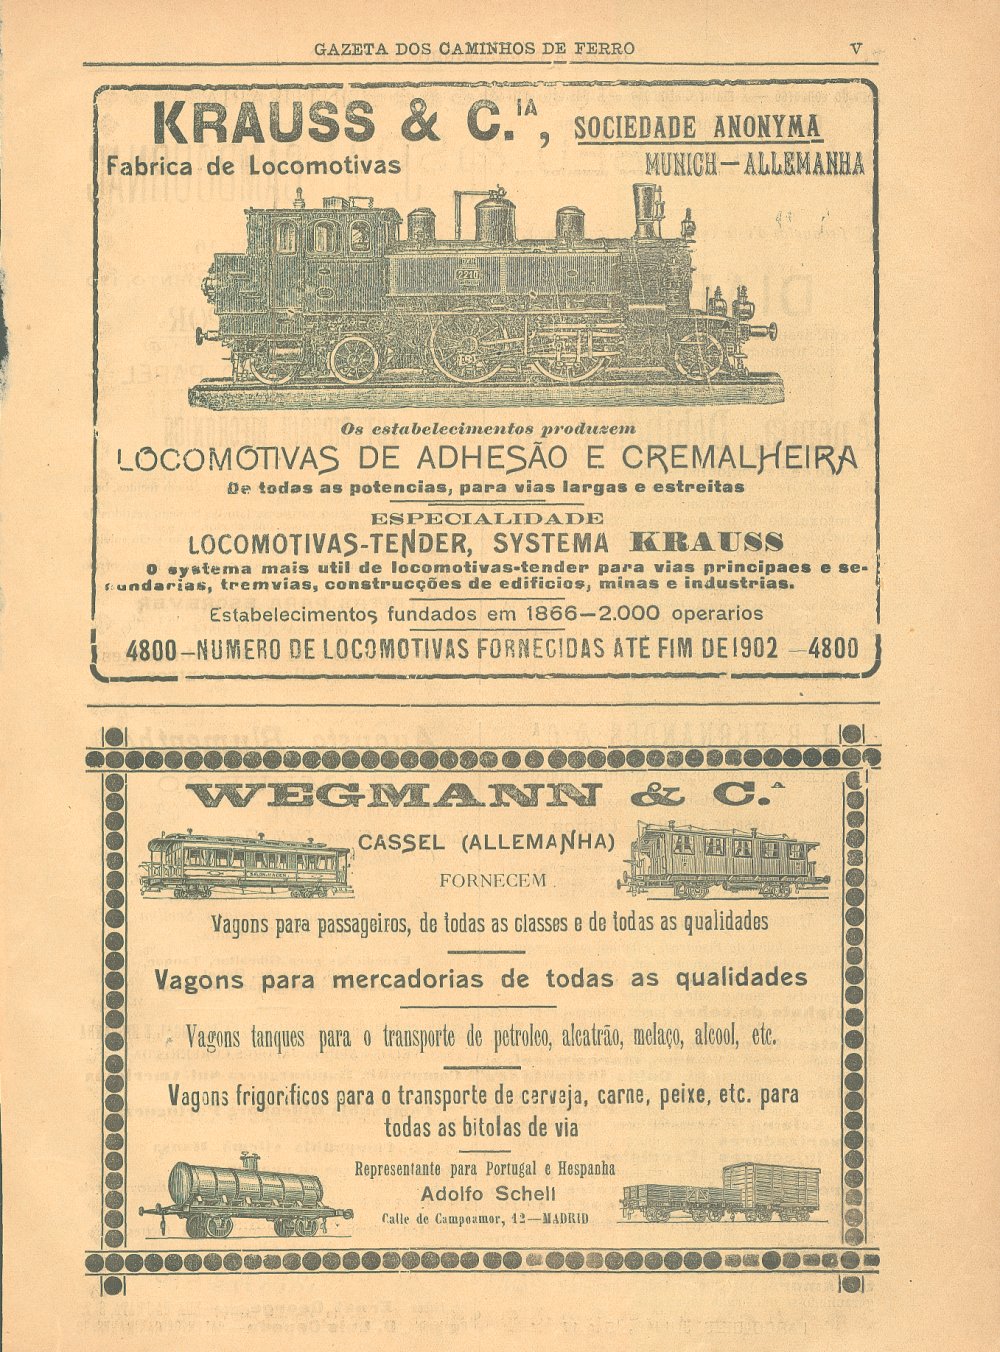 GAZETA DOS CAMINHOS DE FERRO V
KRAUSS & C.IA, SOCIEDADE ANONYMA
Fabrica de Locomotivas MUNICH—ALLEMANHA
2210
Os estabelecimentos produzem
LOCOMOTIVAS DE ADHESÃO E CREMALHEIRA
De todas as potencias, para vias largas e estreitas
ESPECIALIDADE
LOCOMOTIVAS-TENDER, SYSTEMA KRAUSS
O systema mais util de locomotivas-tender para vias principaes e se-
cundarias, tremvias, construcções de edificios, minas e industrias.
Estabelecimentos fundados em 1866—2.000 operarios
4800—NUMERO DE LOCOMOTIVAS FORNECIDAS ATÉ FIM DE 1902—4800
WEGMANN & C.A
CASSEL (ALLEMANHA)
FORNECEM
Vagons para passageiros, de todas as classes e de todas as qualidades
Vagons para mercadorias de todas as qualidades
Vagons tanques para o transporte de petroleo, alcatrão, melaço, alcool, etc.
Vagons frigorificos para o transporte de cerveja, carne, peixe, etc. para
todas as bitolas de via
Representante para Portugal e Hespanha
Adolfo Schell
Calle de Campoamor, 12—MADRID